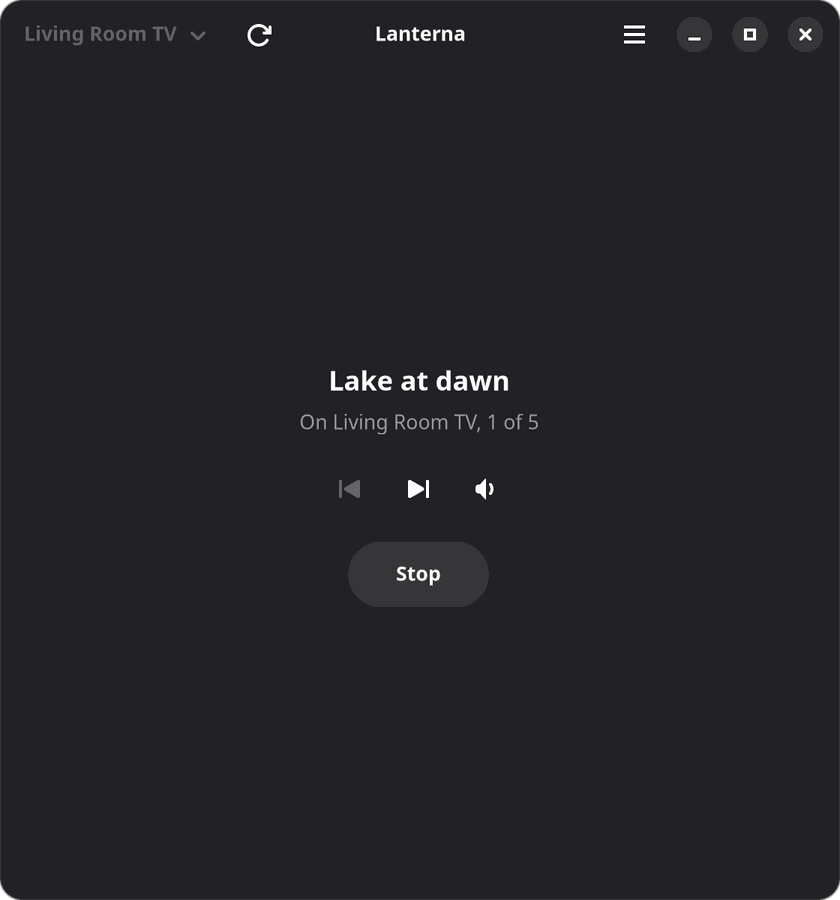 Living Room TV
Lanterna
Lake at dawn
On Living Room TV, 1 of 5
Stop